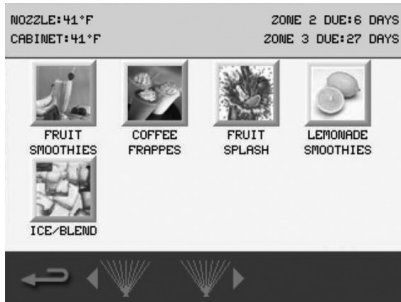 NOZZLE:41°F
ZONE 2 DUE:6 DAYS
CABINET:41°F
ZONE 3 DUE:27 DAYS
FRUIT
SMOOTHIES
COFFEE
FRAPPES
FRUIT
SPLASH
LEMONADE
SMOOTHIES
ICE/BLEND